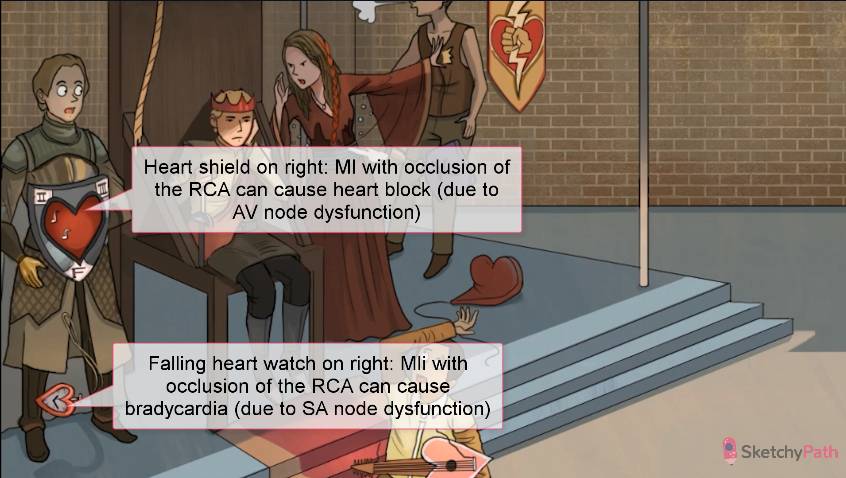 Heart shield on right: MI with occlusion of
the RCA can cause heart block (due to
AV node dysfunction)
II
III
F
Falling heart watch on right: MIi with
occlusion of the RCA can cause
bradycardia (due to SA node dysfunction)
SketchyPath